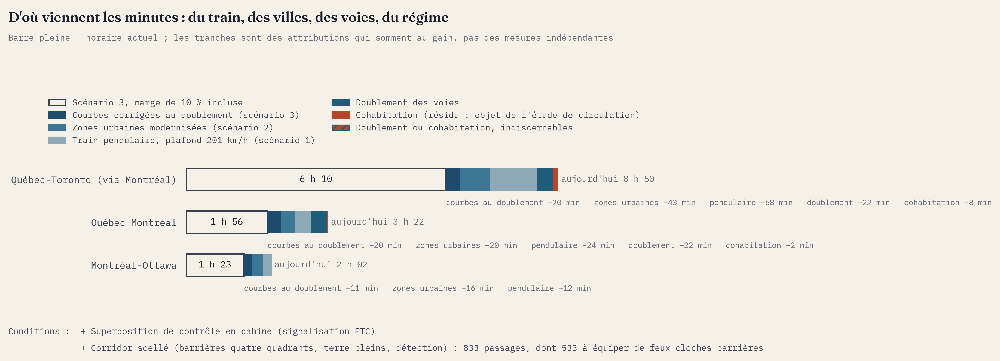 D'où viennent les minutes : du train, des villes, des voies, du régime
Barre pleine = horaire actuel ; les tranches sont des attributions qui somment au gain, pas des mesures indépendantes
Scénario 3, marge de 10 % incluse
Courbes corrigées au doublement (scénario 3)
Zones urbaines modernisées (scénario 2)
Train pendulaire, plafond 201 km/h (scénario 1)
Doublement des voies
Cohabitation (résidu : objet de l'étude de circulation)
Doublement ou cohabitation, indiscernables
Québec-Toronto (via Montréal) 6 h 10 aujourd'hui 8 h 50
courbes au doublement −20 min zones urbaines −43 min pendulaire −68 min doublement −22 min cohabitation −8 min
Québec-Montréal 1 h 56 aujourd'hui 3 h 22
courbes au doublement −20 min zones urbaines −20 min pendulaire −24 min doublement −22 min cohabitation −2 min
Montréal-Ottawa 1 h 23 aujourd'hui 2 h 02
courbes au doublement −11 min zones urbaines −16 min pendulaire −12 min
Conditions : + Superposition de contrôle en cabine (signalisation PTC)
+ Corridor scellé (barrières quatre-quadrants, terre-pleins, détection) : 833 passages, dont 533 à équiper de feux-cloches-barrières